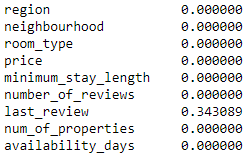 region 0.000000
neighbourhood 0.000000
room_type 0.000000
price 0.000000
minimum_stay_length 0.000000
number_of_reviews 0.000000
last_review 0.343089
num_of_properties 0.000000
availability_days 0.000000